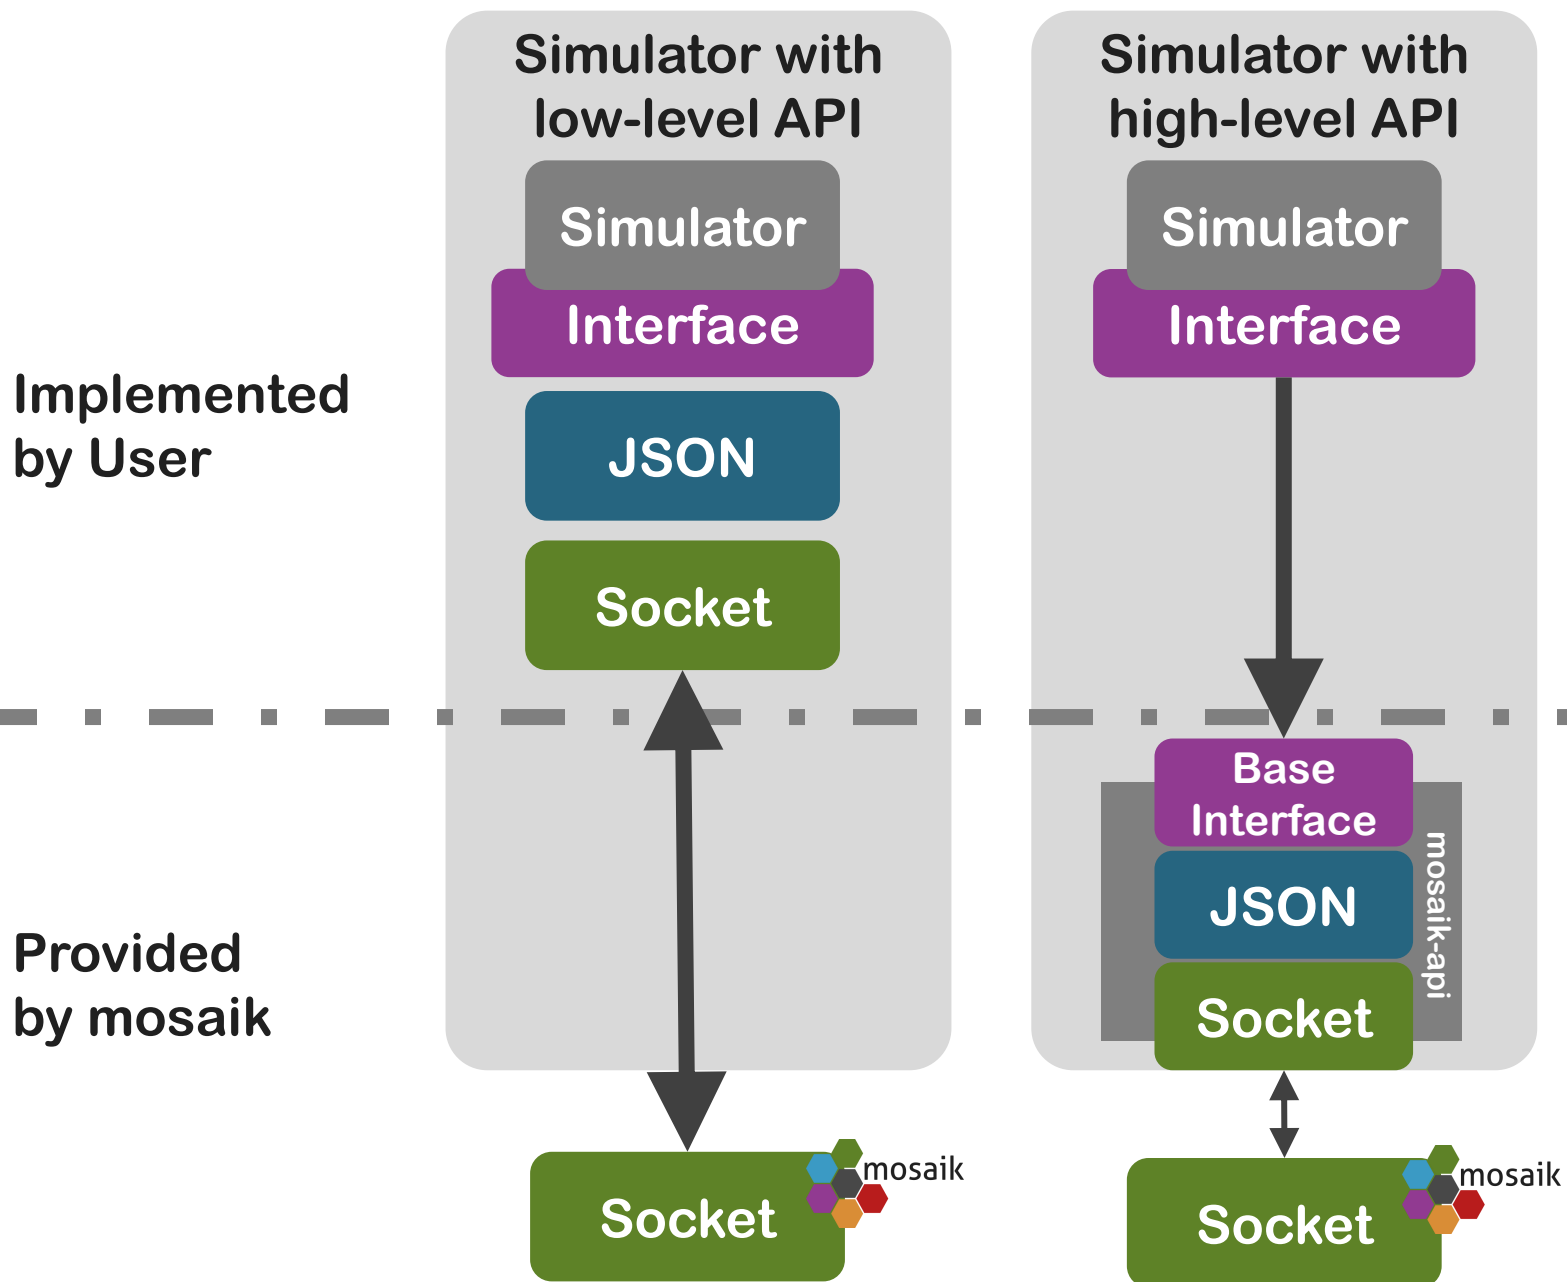 Simulator with
low-level API
Simulator
Interface
JSON
Socket
Simulator with
high-level API
Simulator
Interface
Implemented
by User
Base
Interface
JSON
Socket
mosaik-api
Provided
by mosaik
Socket
mosaik
Socket
mosaik